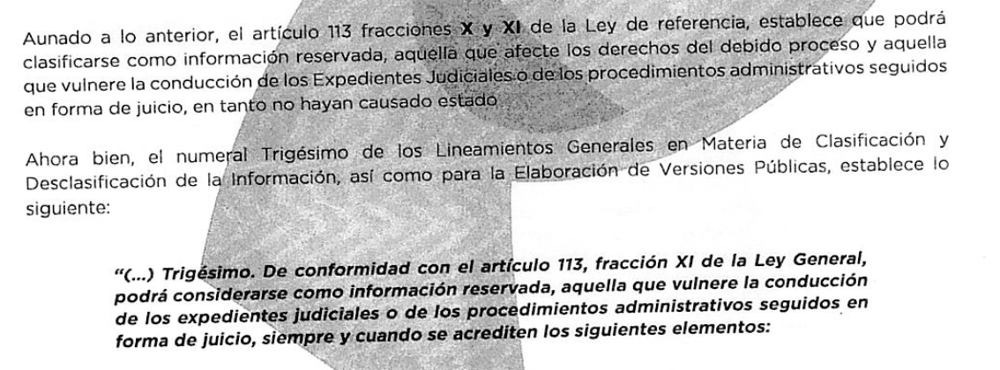 Aunado a lo anterior, el artículo 113 fracciones X y XI de la Ley de referencia, establece que podrá
clasificarse como información reservada, aquella que afecte los derechos del debido proceso y aquella
que vulnere la conducción de los Expedientes Judiciales o de los procedimientos administrativos seguidos
en forma de juicio, en tanto no hayan causado estado
Ahora bien, el numeral Trigésimo de los Lineamientos Generales en Materia de Clasificación y
Desclasificación de la Información, así como para la Elaboración de Versiones Públicas, establece lo
siguiente:
“(...) Trigésimo. De conformidad con el artículo 113, fracción XI de la Ley General,
podrá considerarse como información reservada, aquella que vulnere la conducción
de los expedientes judiciales o de los procedimientos administrativos seguidos en
forma de juicio, siempre y cuando se acrediten los siguientes elementos: